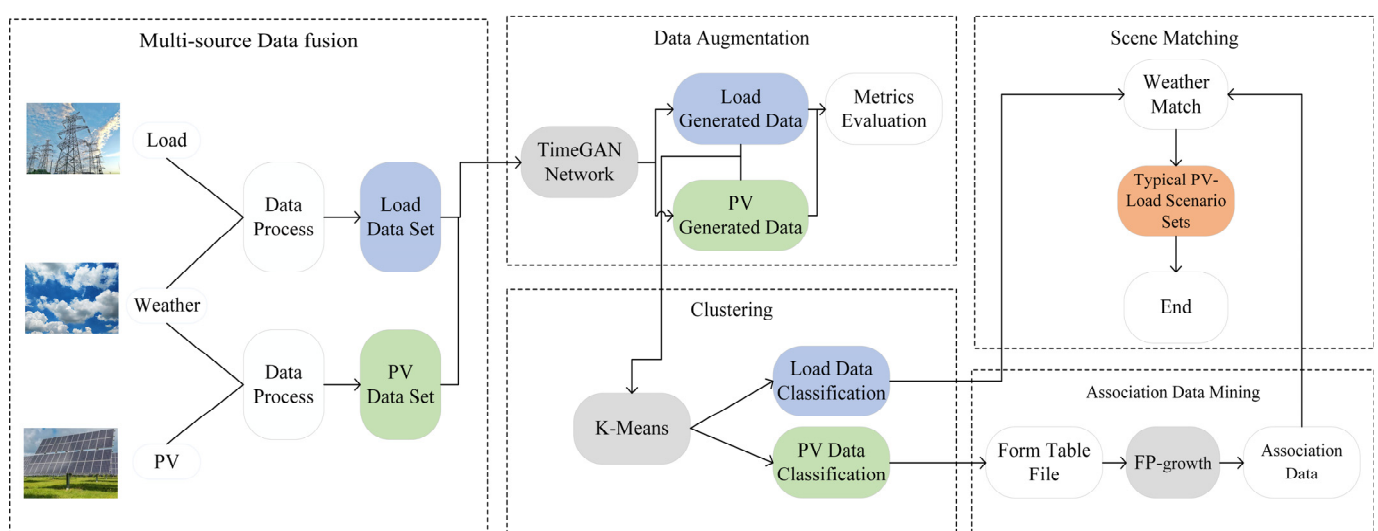 Multi-source Data fusion
Load
Weather
PV
Data
Process
Load
Data Set
Data
Process
PV
Data Set
Data Augmentation
TimeGAN
Network
Load
Generated Data
PV
Generated Data
Metrics
Evaluation
Clustering
K-Means
Load Data
Classification
PV Data
Classification
Scene Matching
Weather
Match
Typical PV-
Load Scenario
Sets
End
Association Data Mining
Form Table
File
FP-growth
Association
Data